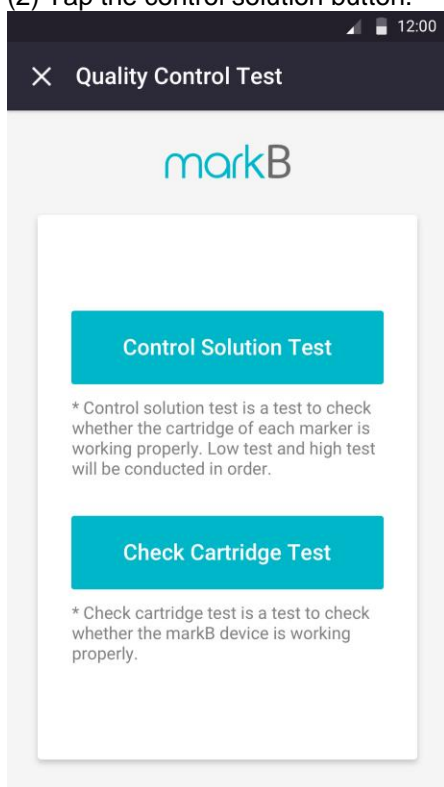 (2) Tap the control solution button.
12:00
Quality Control Test
markB
Control Solution Test
* Control solution test is a test to check
whether the cartridge of each marker is
working properly. Low test and high test
will be conducted in order.
Check Cartridge Test
* Check cartridge test is a test to check
whether the markB device is working
properly.